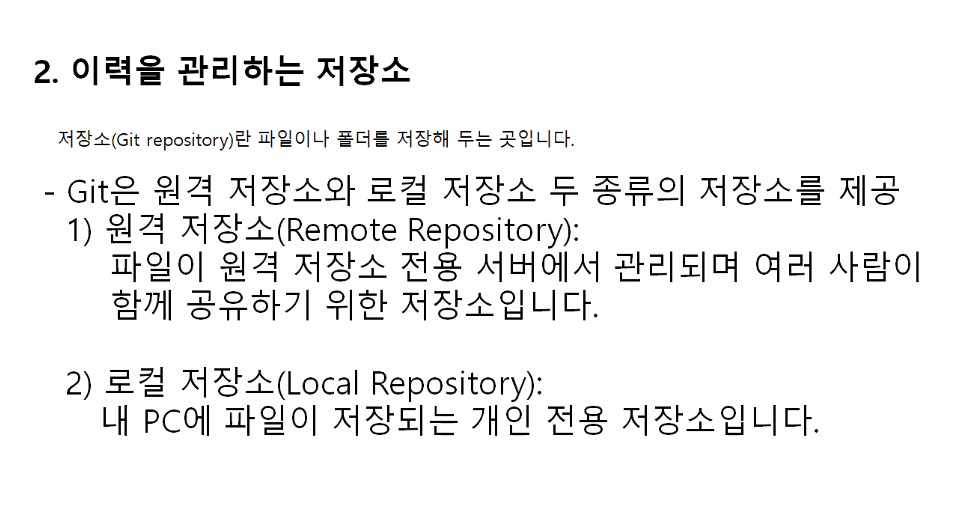 2. 이력을 관리하는 저장소
저장소(Git repository)란 파일이나 폴더를 저장해 두는 곳입니다.
- Git은 원격 저장소와 로컬 저장소 두 종류의 저장소를 제공
1) 원격 저장소(Remote Repository):
파일이 원격 저장소 전용 서버에서 관리되며 여러 사람이
함께 공유하기 위한 저장소입니다.
2) 로컬 저장소(Local Repository):
내 PC에 파일이 저장되는 개인 전용 저장소입니다.